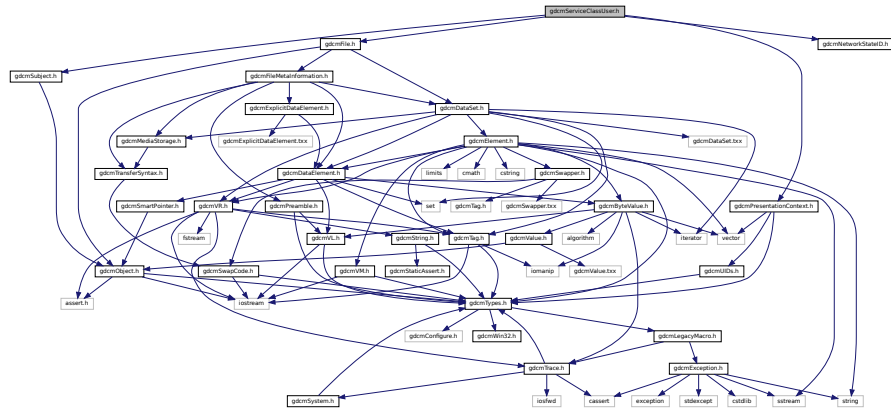 gdcmServiceClassUser.h
gdcmFile.h
gdcmNetworkStateID.h
gdcmSubject.h
gdcmFileMetaInformation.h
gdcmExplicitDataElement.h
gdcmDataSet.h
gdcmMediaStorage.h
gdcmExplicitDataElement.txx
gdcmElement.h
gdcmDataSet.txx
gdcmTransferSyntax.h
gdcmDataElement.h
limits
cmath
cstring
gdcmSwapper.h
gdcmSmartPointer.h
gdcmVR.h
gdcmPreamble.h
set
gdcmTag.h
gdcmSwapper.txx
gdcmByteValue.h
gdcmPresentationContext.h
fstream
gdcmVL.h
gdcmString.h
gdcmTag.h
gdcmValue.h
algorithm
iterator
vector
gdcmObject.h
gdcmSwapCode.h
gdcmVM.h
gdcmStaticAssert.h
iomanip
gdcmValue.txx
gdcmUIDs.h
assert.h
iostream
gdcmTypes.h
gdcmConfigure.h
gdcmWin32.h
gdcmLegacyMacro.h
gdcmTrace.h
gdcmException.h
gdcmSystem.h
iosfwd
cassert
exception
stdexcept
cstdlib
sstream
string